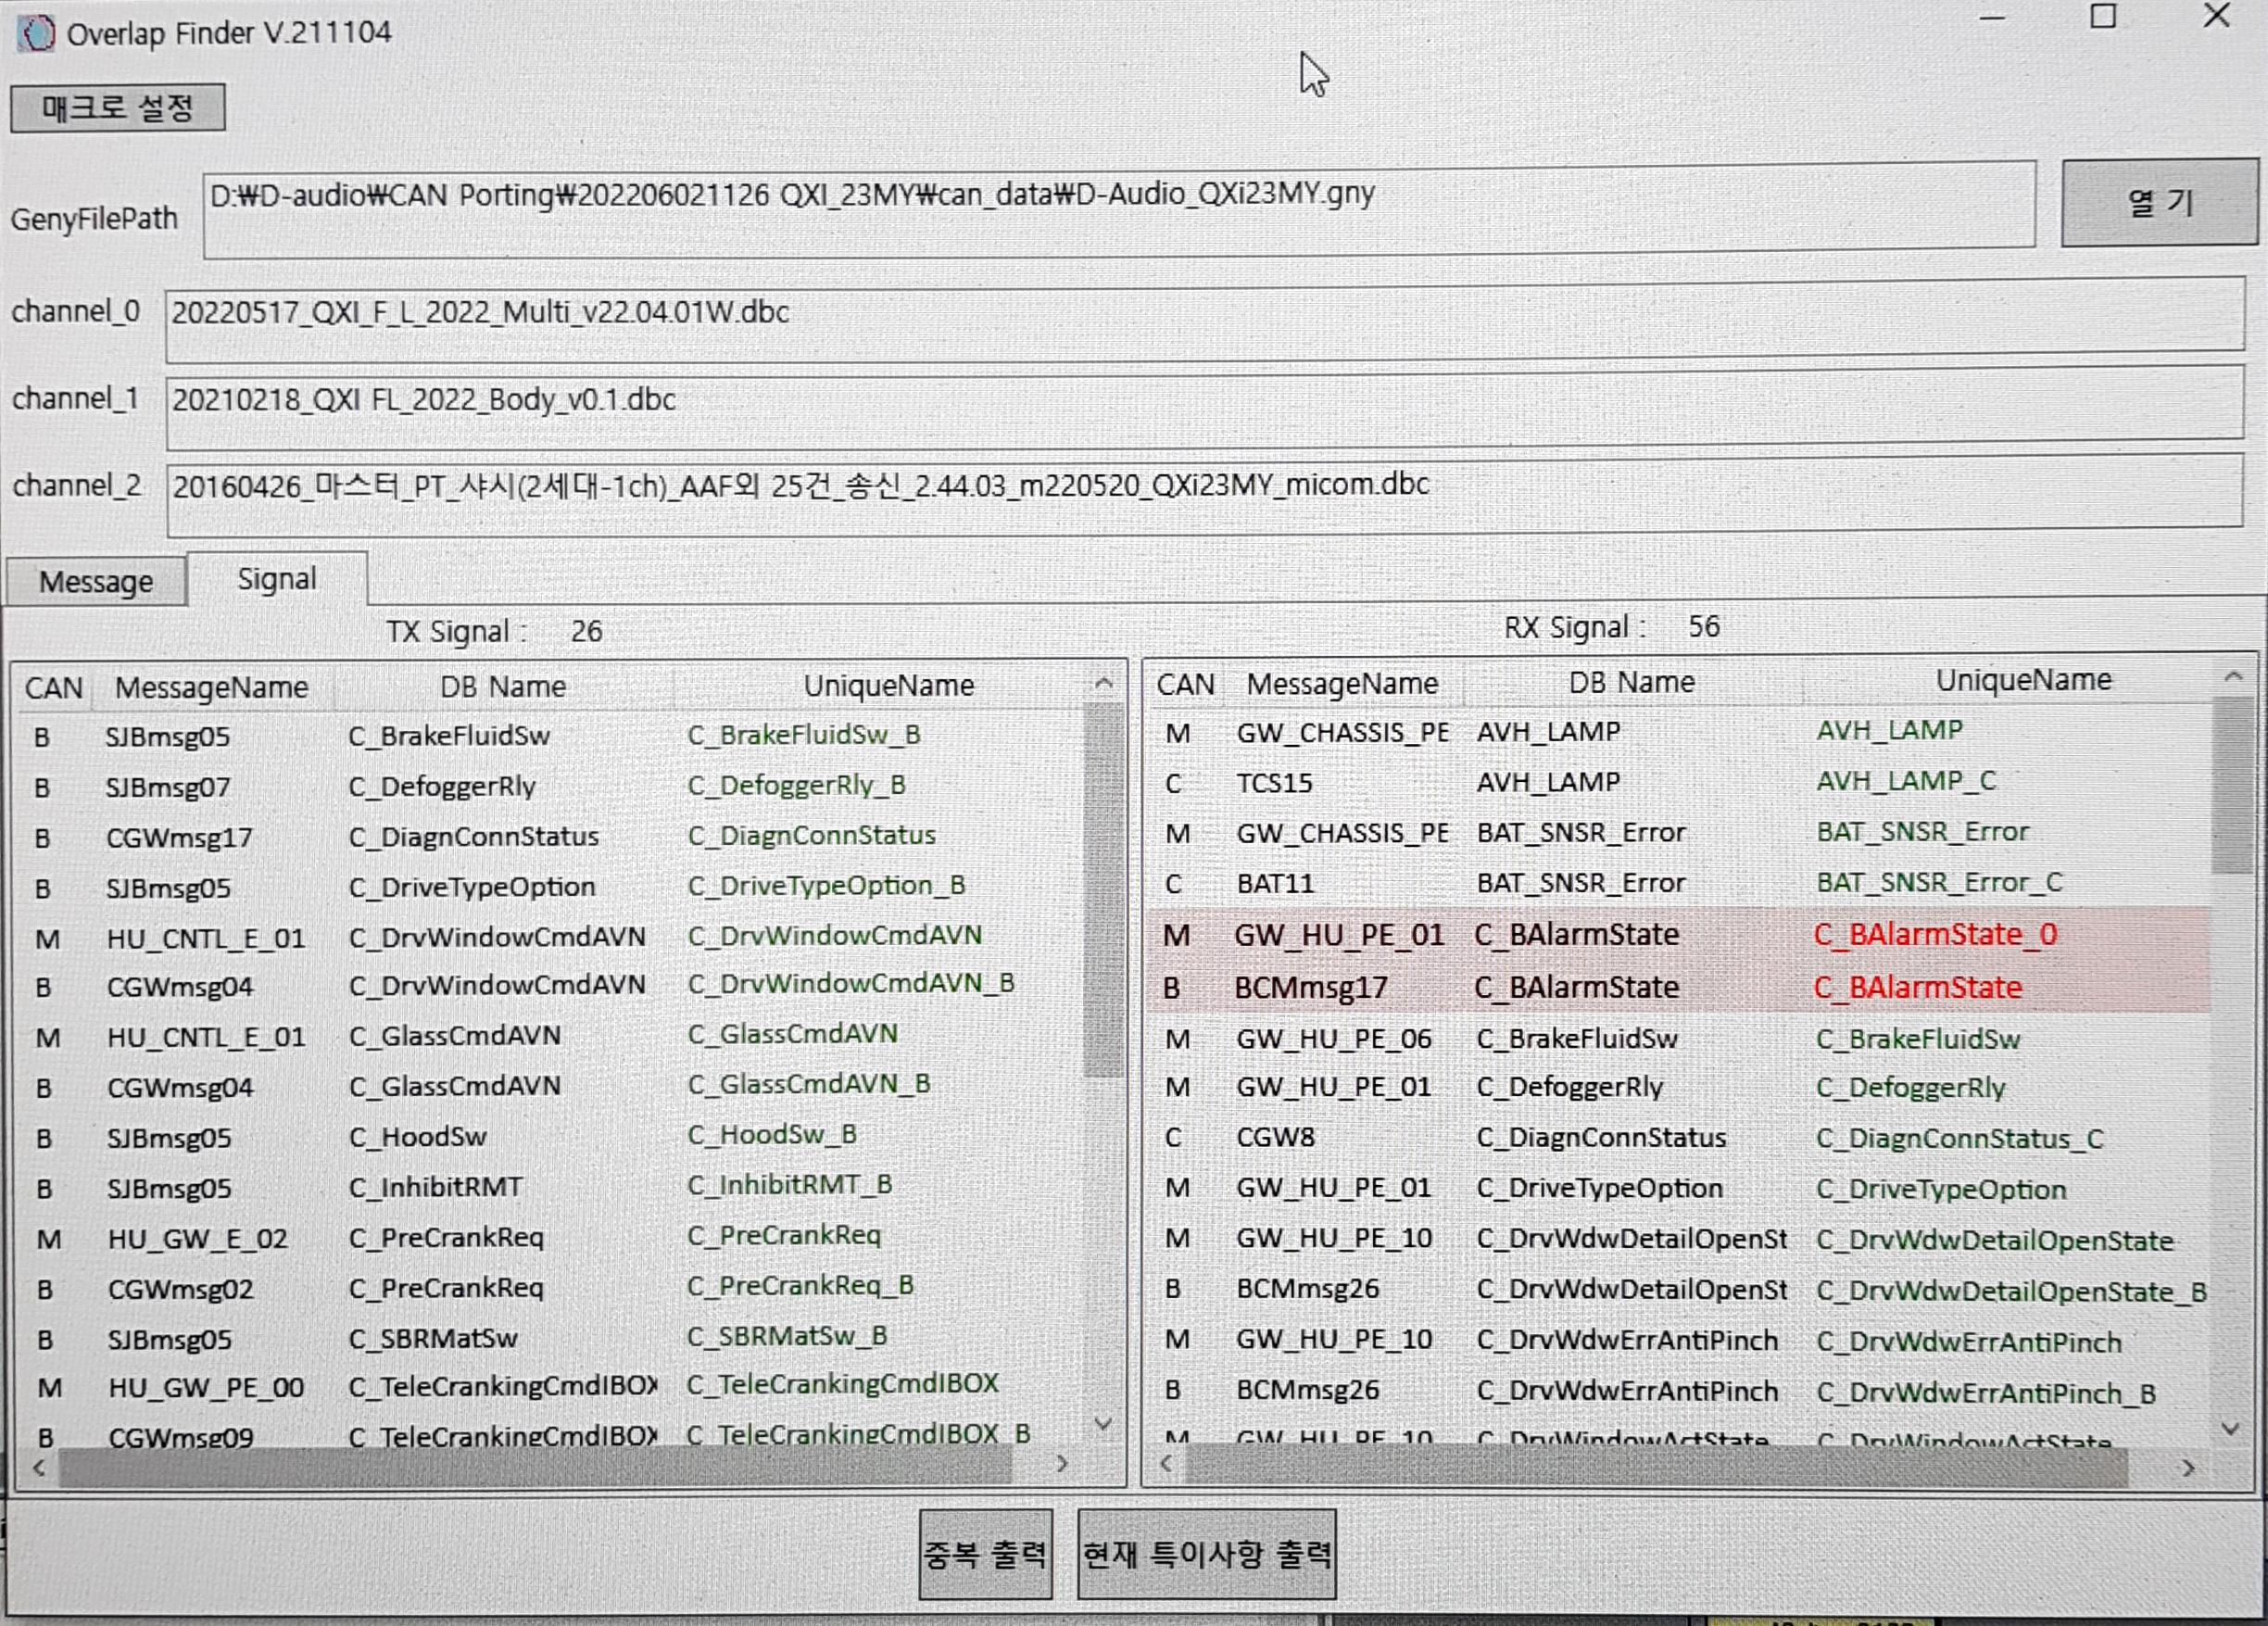 Overlap Finder V.211104
매크로 설정
GenyFilePath D:₩D-audio₩CAN Porting₩202206021126 QXI_23MY₩can_data₩D-Audio_QXi23MY.gny 열 기
channel_0 20220517_QXI_F_L_2022_Multi_v22.04.01W.dbc
channel_1 20210218_QXI FL_2022_Body_v0.1.dbc
channel_2 20160426_마스터_PT_샤시(2세대-1ch)_AAF외 25건_송신_2.44.03_m220520_QXi23MY_micom.dbc
Message Signal
TX Signal : 26
CAN MessageName DB Name UniqueName
B SJBmsg05 C_BrakeFluidSw C_BrakeFluidSw_B
B SJBmsg07 C_DefoggerRly C_DefoggerRly_B
B CGWmsg17 C_DiagnConnStatus C_DiagnConnStatus
B SJBmsg05 C_DriveTypeOption C_DriveTypeOption_B
M HU_CNTL_E_01 C_DrvWindowCmdAVN C_DrvWindowCmdAVN
B CGWmsg04 C_DrvWindowCmdAVN C_DrvWindowCmdAVN_B
M HU_CNTL_E_01 C_GlassCmdAVN C_GlassCmdAVN
B CGWmsg04 C_GlassCmdAVN C_GlassCmdAVN_B
B SJBmsg05 C_HoodSw C_HoodSw_B
B SJBmsg05 C_InhibitRMT C_InhibitRMT_B
M HU_GW_E_02 C_PreCrankReq C_PreCrankReq
B CGWmsg02 C_PreCrankReq C_PreCrankReq_B
B SJBmsg05 C_SBRMatSw C_SBRMatSw_B
M HU_GW_PE_00 C_TeleCrankingCmdIBOX C_TeleCrankingCmdIBOX
B CGWmsg09 C_TeleCrankingCmdIBOX C_TeleCrankingCmdIBOX_B
RX Signal : 56
CAN MessageName DB Name UniqueName
M GW_CHASSIS_PE AVH_LAMP AVH_LAMP
C TCS15 AVH_LAMP AVH_LAMP_C
M GW_CHASSIS_PE BAT_SNSR_Error BAT_SNSR_Error
C BAT11 BAT_SNSR_Error BAT_SNSR_Error_C
M GW_HU_PE_01 C_BAlarmState C_BAlarmState_0
B BCMmsg17 C_BAlarmState C_BAlarmState
M GW_HU_PE_06 C_BrakeFluidSw C_BrakeFluidSw
M GW_HU_PE_01 C_DefoggerRly C_DefoggerRly
C CGW8 C_DiagnConnStatus C_DiagnConnStatus_C
M GW_HU_PE_01 C_DriveTypeOption C_DriveTypeOption
M GW_HU_PE_10 C_DrvWdwDetailOpenSt C_DrvWdwDetailOpenState
B BCMmsg26 C_DrvWdwDetailOpenSt C_DrvWdwDetailOpenState_B
M GW_HU_PE_10 C_DrvWdwErrAntiPinch C_DrvWdwErrAntiPinch
B BCMmsg26 C_DrvWdwErrAntiPinch C_DrvWdwErrAntiPinch_B
M GW_HU_PE_10 C_DrvWindowActState C_DrvWindowActState
중복 출력 현재 특이사항 출력